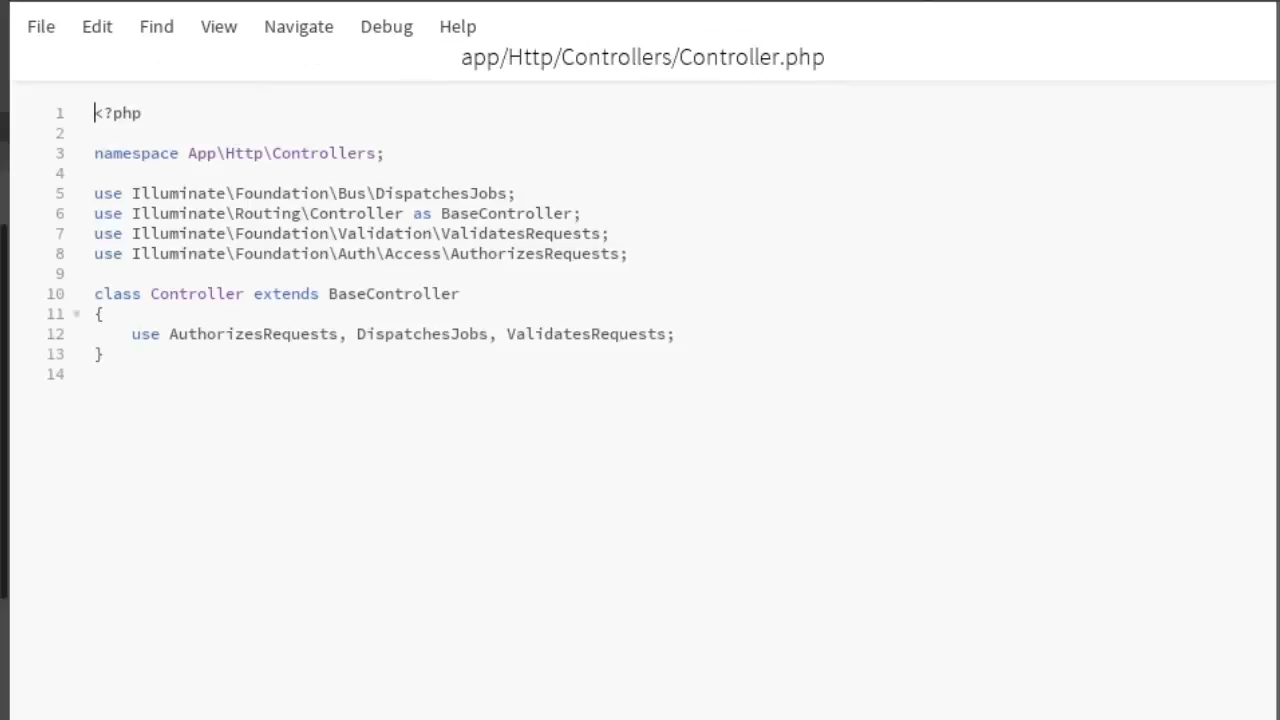 File Edit Find View Navigate Debug Help
app/Http/Controllers/Controller.php
1 <?php
2
3 namespace App\Http\Controllers;
4
5 use Illuminate\Foundation\Bus\DispatchesJobs;
6 use Illuminate\Routing\Controller as BaseController;
7 use Illuminate\Foundation\Validation\ValidatesRequests;
8 use Illuminate\Foundation\Auth\Access\AuthorizesRequests;
9
10 class Controller extends BaseController
11 {
12     use AuthorizesRequests, DispatchesJobs, ValidatesRequests;
13 }
14